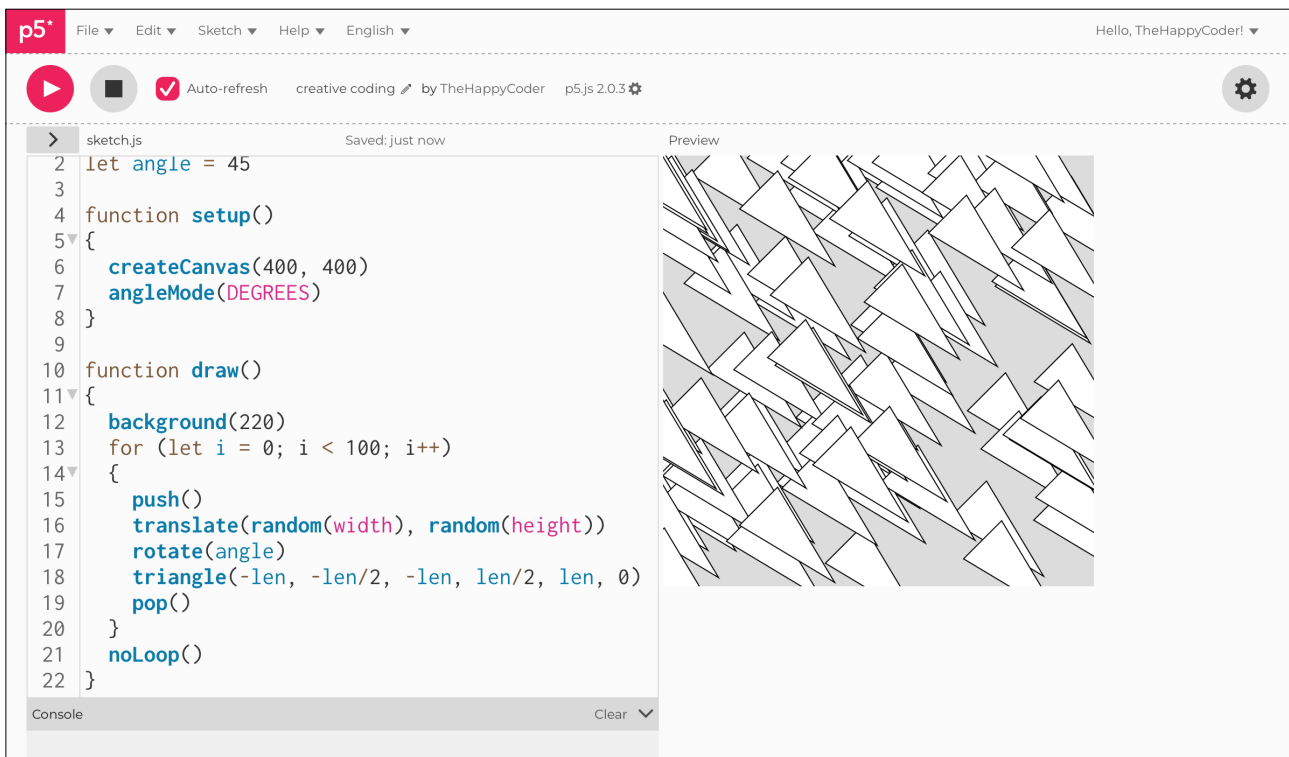 p5* File Edit Sketch Help English Hello, TheHappyCoder!
Auto-refresh creative coding by TheHappyCoder p5.js 2.0.3
sketch.js Saved: just now Preview
2 let angle = 45
3
4 function setup()
5 {
6 createCanvas(400, 400)
7 angleMode(DEGREES)
8 }
9
10 function draw()
11 {
12 background(220)
13 for (let i = 0; i < 100; i++)
14 {
15 push()
16 translate(random(width), random(height))
17 rotate(angle)
18 triangle(-len, -len/2, -len, len/2, len, 0)
19 pop()
20 }
21 noLoop()
22 }
Console Clear